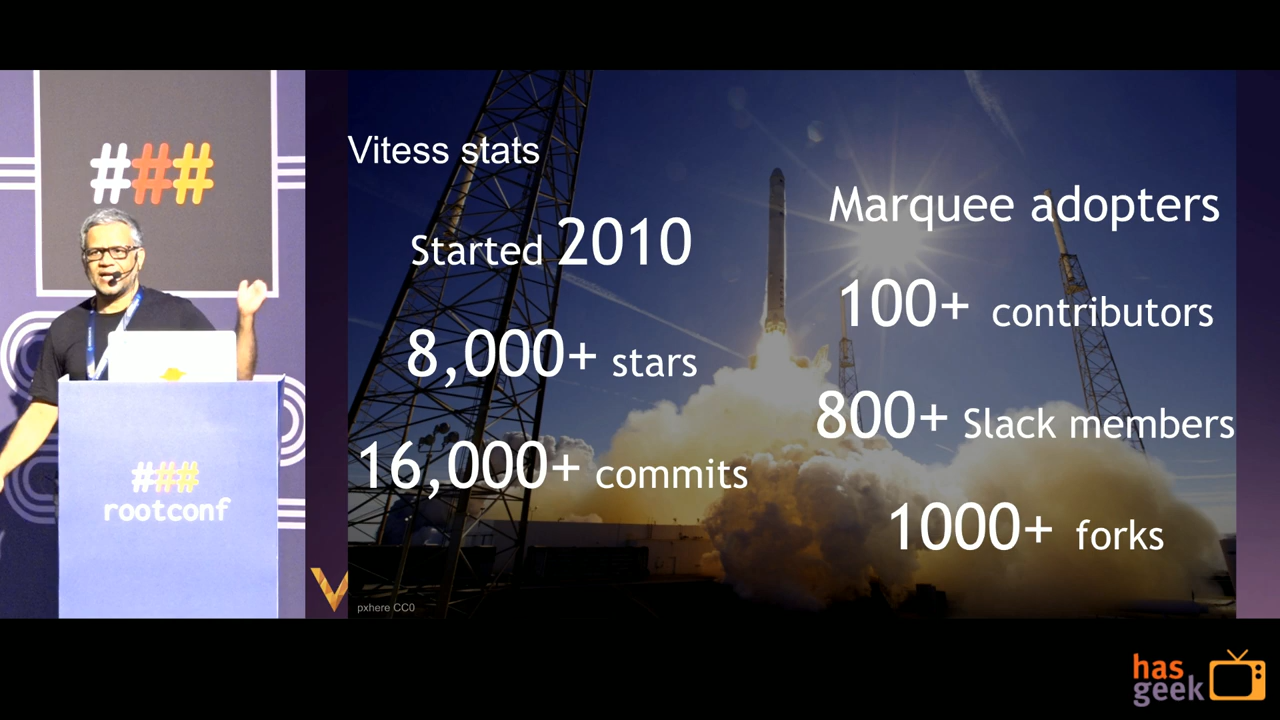 ###
###
rootconf
Vitess stats
Started 2010
8,000+ stars
16,000+ commits
Marquee adopters
100+ contributors
800+ Slack members
1000+ forks
pxhere CC0
has
geek